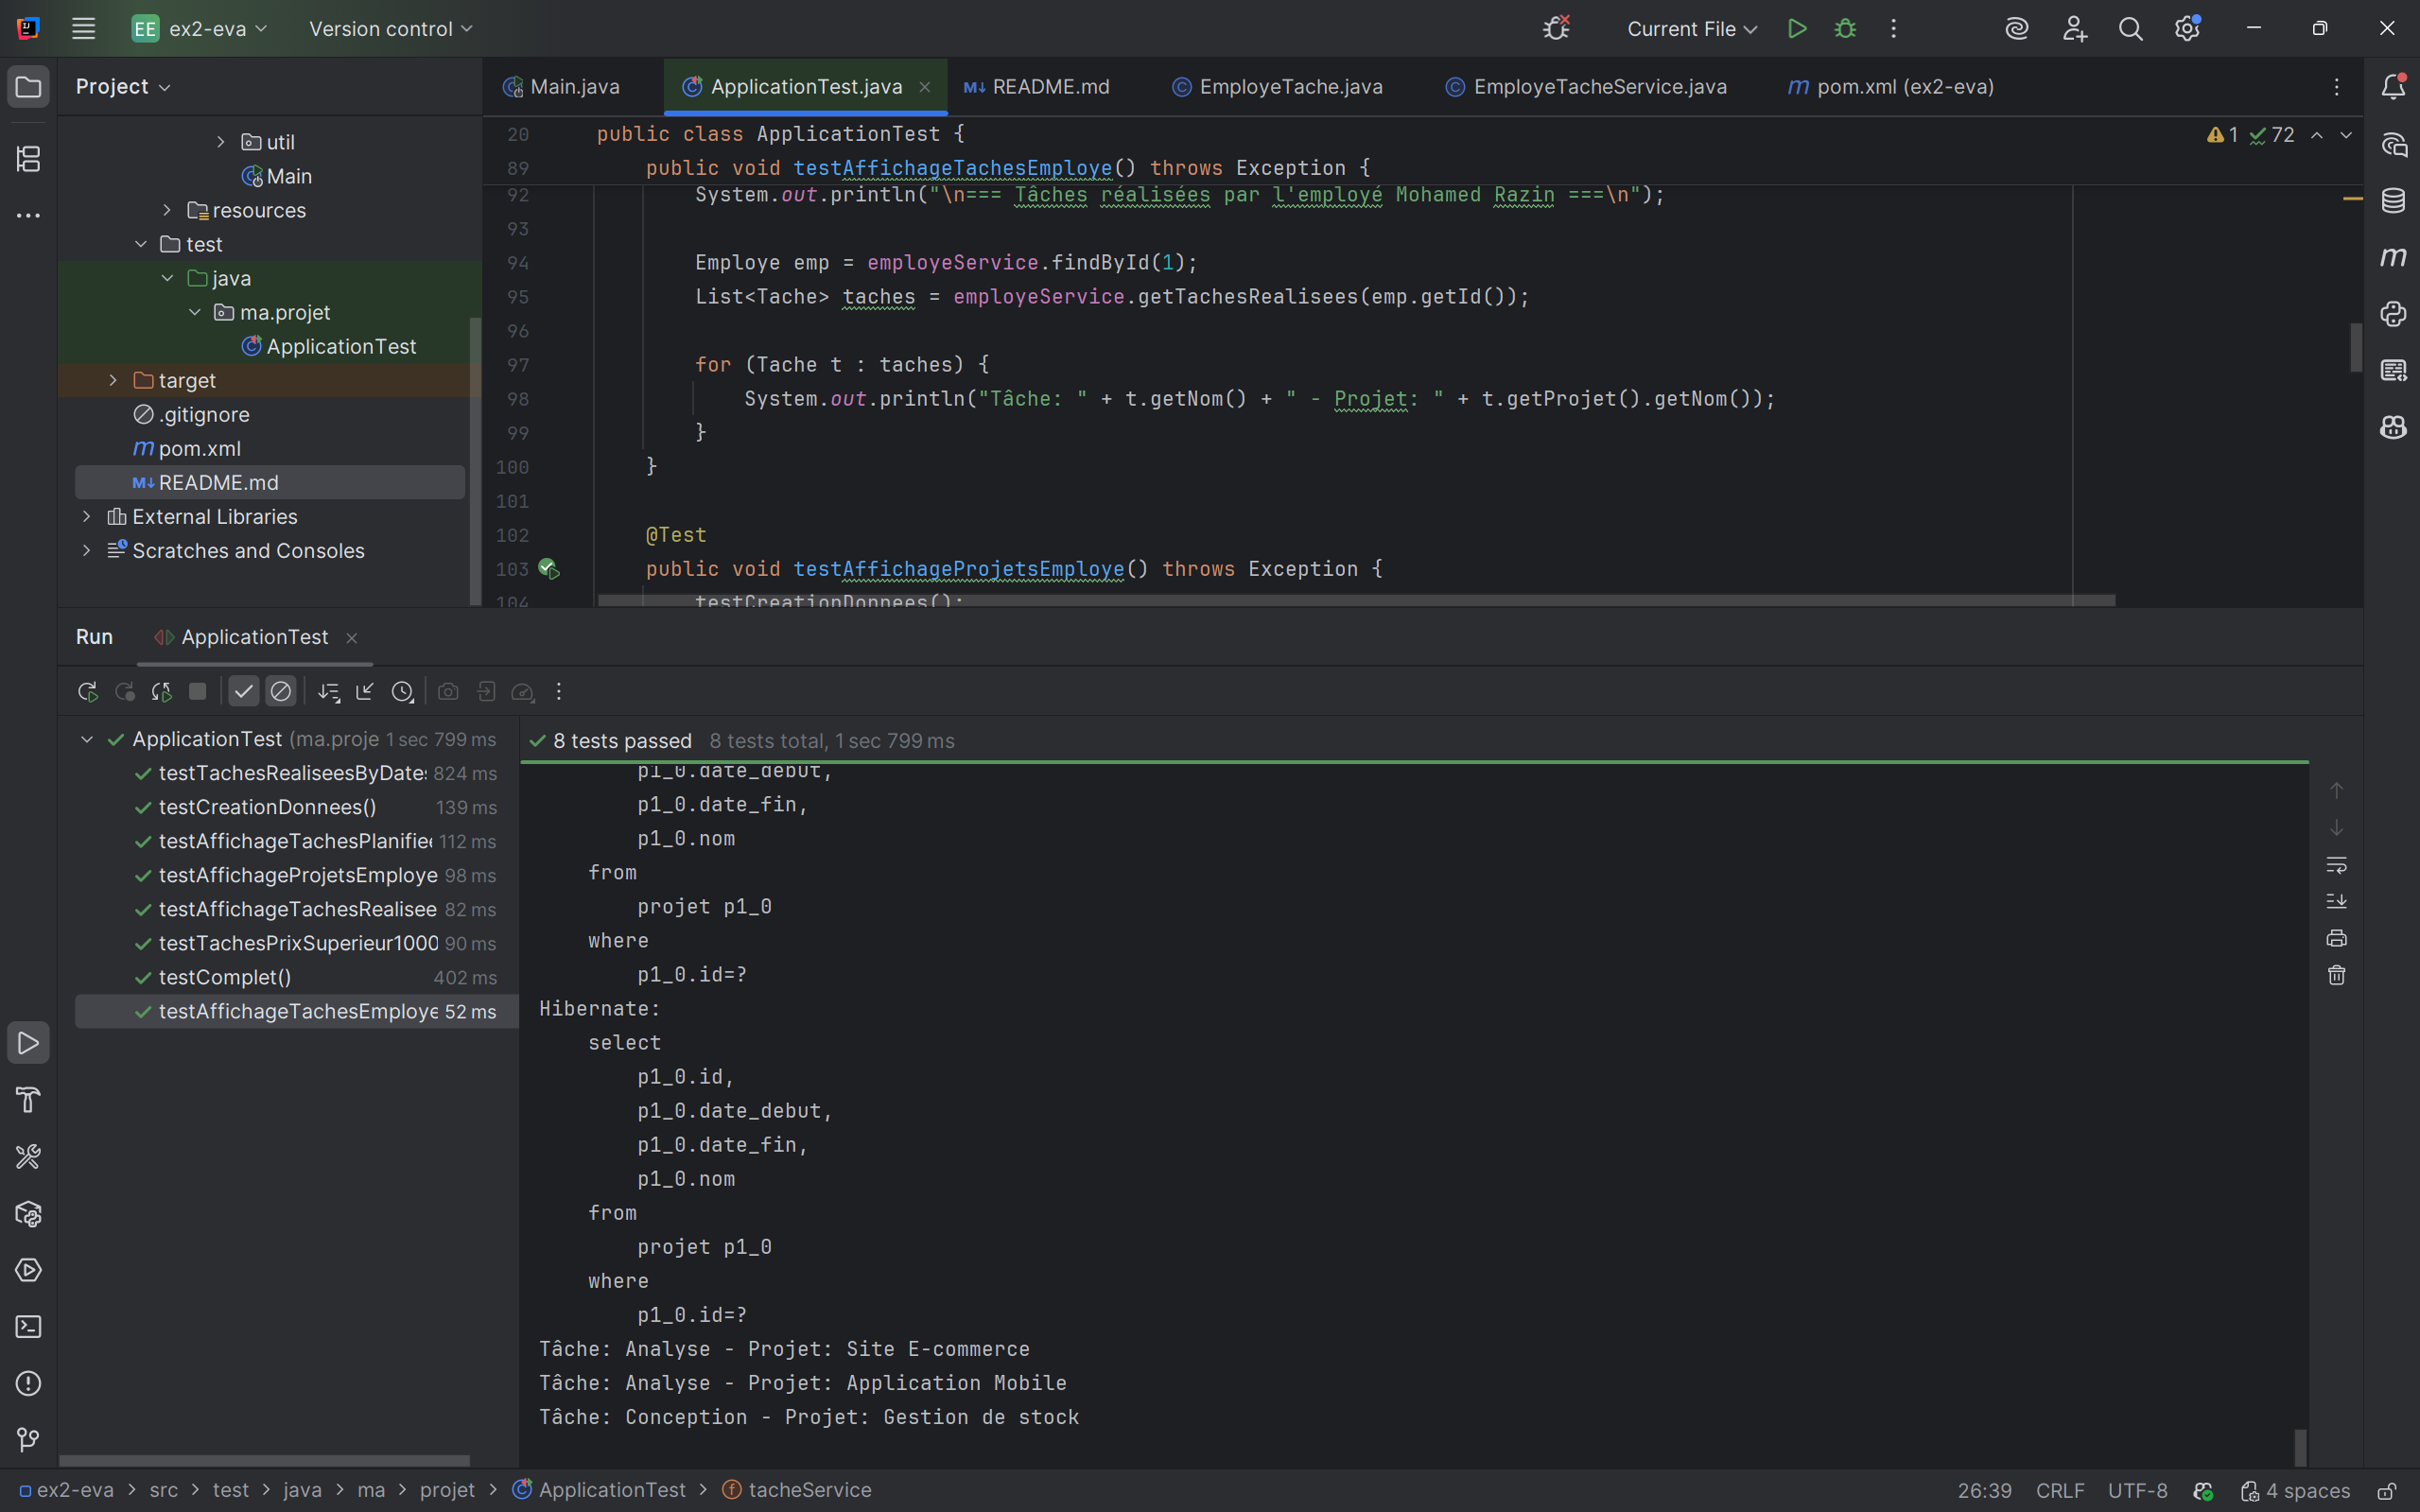 EE ex2-eva Version control Current File
Project
Main.java ApplicationTest.java README.md EmployeTache.java EmployeTacheService.java m pom.xml (ex2-eva)
util
Main
resources
test
java
ma.projet
ApplicationTest
target
.gitignore
m pom.xml
M↓ README.md
External Libraries
Scratches and Consoles
1 72
20 public class ApplicationTest {
89 public void testAffichageTachesEmploye() throws Exception {
92 System.out.println("\n=== Tâches réalisées par l'employé Mohamed Razin ===\n");
93
94 Employe emp = employeService.findById(1);
95 List<Tache> taches = employeService.getTachesRealisees(emp.getId());
96
97 for (Tache t : taches) {
98 System.out.println("Tâche: " + t.getNom() + " - Projet: " + t.getProjet().getNom());
99 }
100 }
101
102 @Test
103 public void testAffichageProjetsEmploye() throws Exception {
104 testCreationDonnees();
Run ApplicationTest
ApplicationTest (ma.proje 1 sec 799 ms
testTachesRealiseesByDate 824 ms
testCreationDonnees() 139 ms
testAffichageTachesPlanifiee 112 ms
testAffichageProjetsEmploye 98 ms
testAffichageTachesRealisee 82 ms
testTachesPrixSuperieur1000 90 ms
testComplet() 402 ms
testAffichageTachesEmploye 52 ms
8 tests passed 8 tests total, 1 sec 799 ms
p1_0.date_debut,
p1_0.date_fin,
p1_0.nom
from
projet p1_0
where
p1_0.id=?
Hibernate:
select
p1_0.id,
p1_0.date_debut,
p1_0.date_fin,
p1_0.nom
from
projet p1_0
where
p1_0.id=?
Tâche: Analyse - Projet: Site E-commerce
Tâche: Analyse - Projet: Application Mobile
Tâche: Conception - Projet: Gestion de stock
ex2-eva > src > test > java > ma > projet > ApplicationTest > tacheService
26:39 CRLF UTF-8 4 spaces